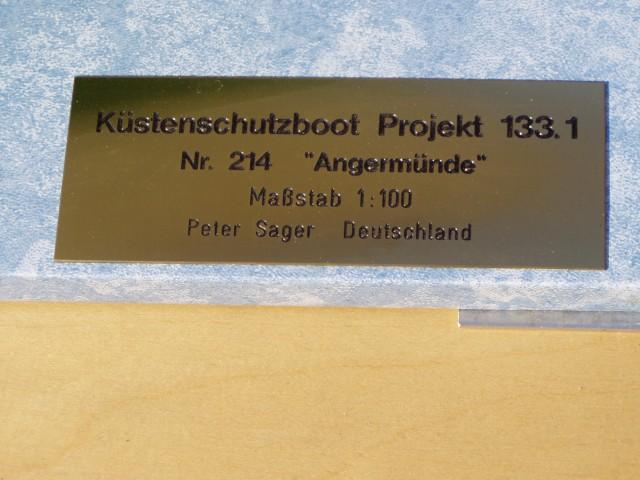 Küstenschutzboot Projekt 133.1
Nr. 214 "Angermünde"
Maßstab 1:100
Peter Sager Deutschland